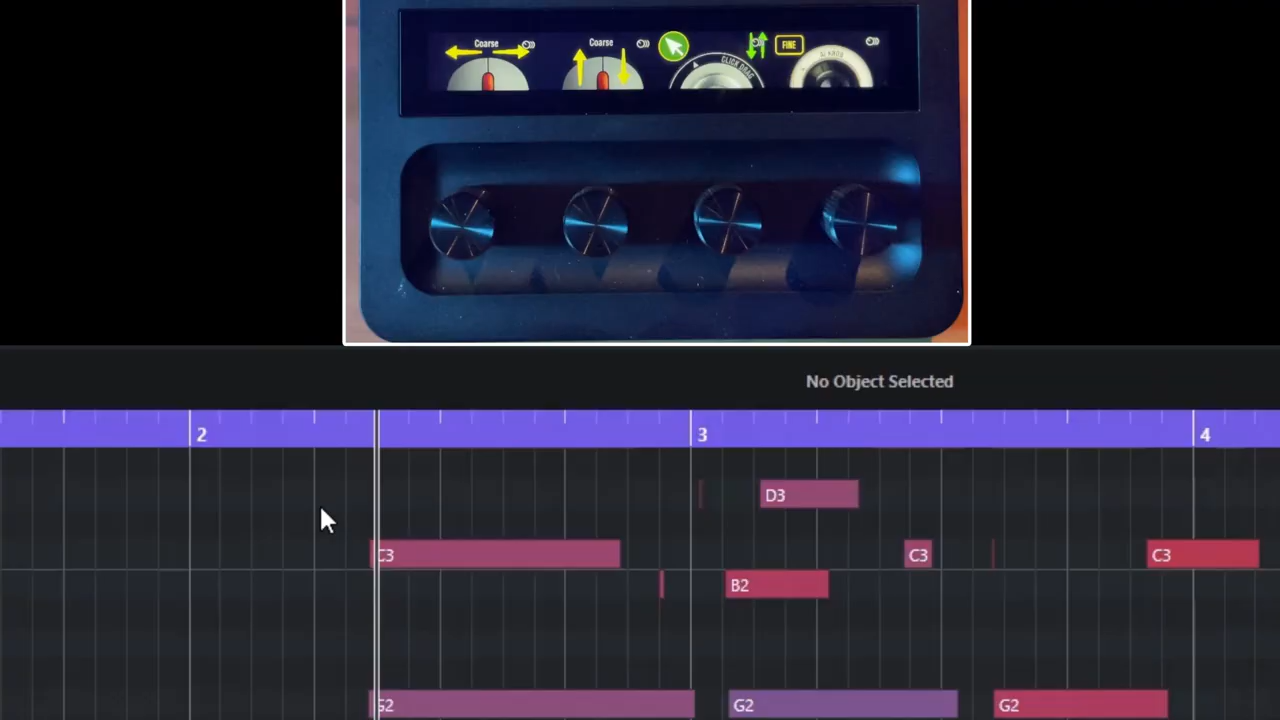 Coarse
Coarse
FINE
CLICK DRAG
No Object Selected
2
3
4
D3
C3
C3
C3
B2
G2
G2
G2